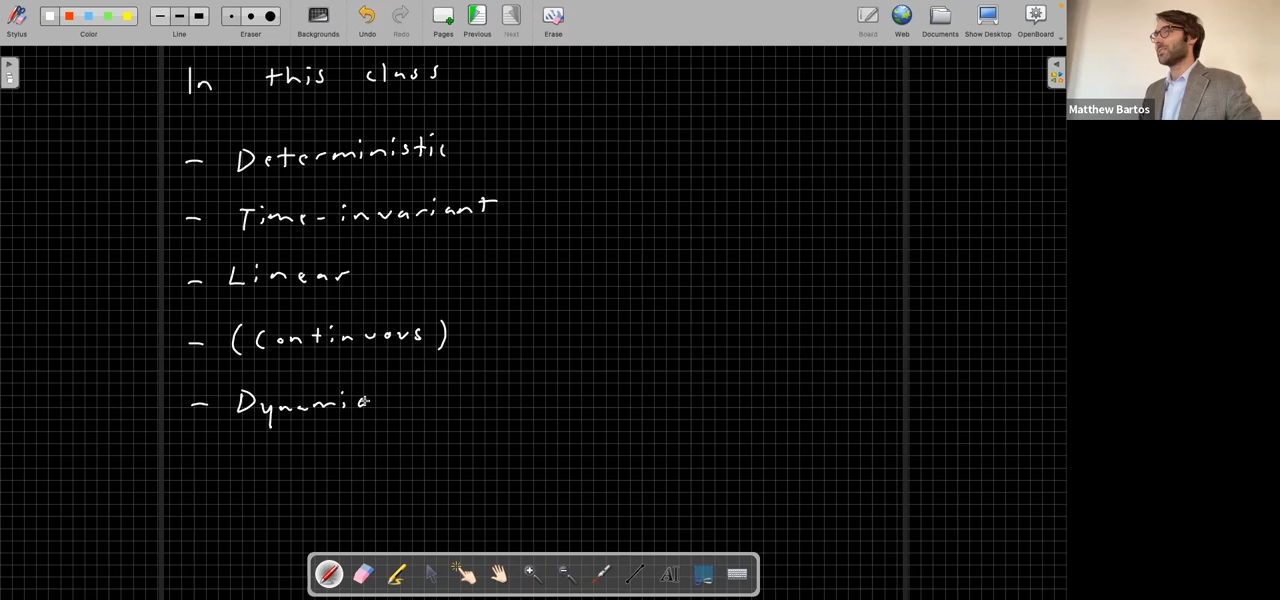 Stylus
Color
Line
Eraser
Backgrounds
Undo
Redo
Pages
Previous
Next
Erase
Board
Web
Documents
Show Desktop
OpenBoard
Matthew Bartos
In this class
- Deterministic
- Time-invariant
- Linear
- (Continuous)
- Dynamic
AI